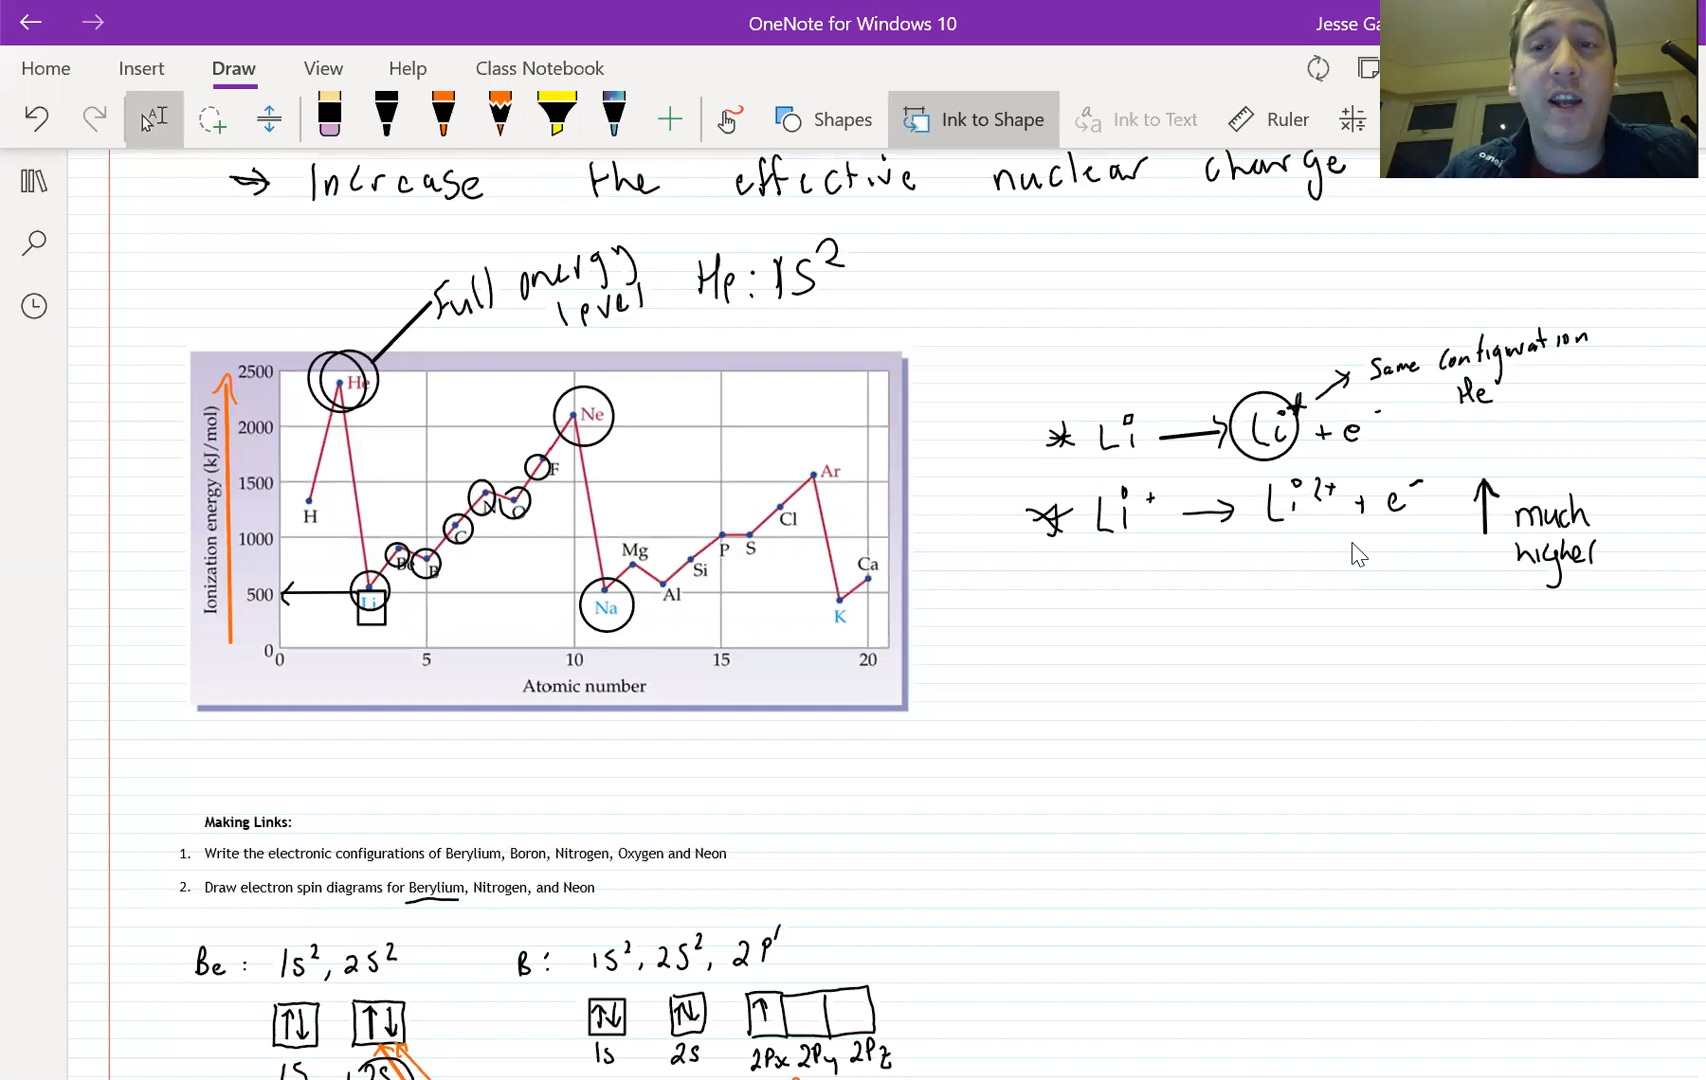 OneNote for Windows 10
Jesse Ga
Home Insert Draw View Help Class Notebook
Shapes Ink to Shape Ink to Text Ruler
→ Increase the effective nuclear charge
Full energy level
He: 1s²
Same configuration He
* Li → Li⁺ + e⁻
* Li⁺ → Li²⁺ + e⁻ ↑ much higher
Ionization energy (kJ/mol)
2500
2000
1500
1000
500
0
H
He
Li
Be
B
C
N
O
F
Ne
Na
Mg
Al
Si
P
S
Cl
Ar
K
Ca
0 5 10 15 20
Atomic number
Making Links:
1. Write the electronic configurations of Berylium, Boron, Nitrogen, Oxygen and Neon
2. Draw electron spin diagrams for Berylium, Nitrogen, and Neon
Be : 1s², 2s²
B : 1s², 2s², 2p¹
↑↓ ↑↓
1s 2s
↑↓ ↑↓ ↑
1s 2s 2px 2py 2pz